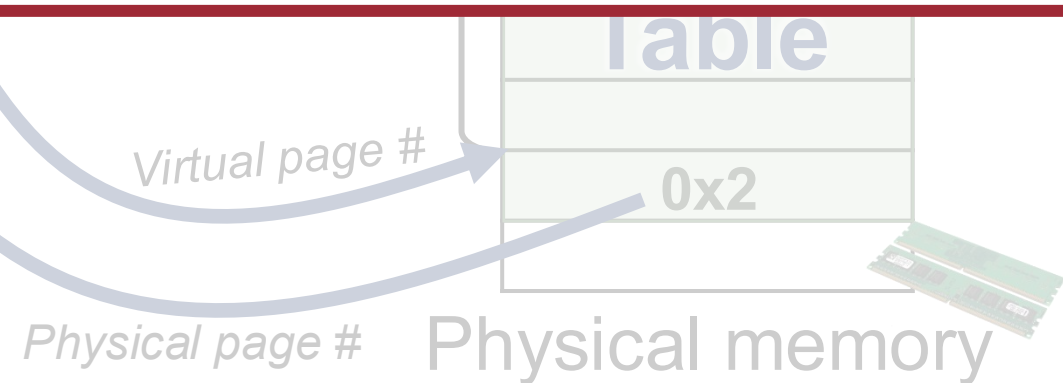 Table
Virtual page #
0x2
Physical page #
Physical memory